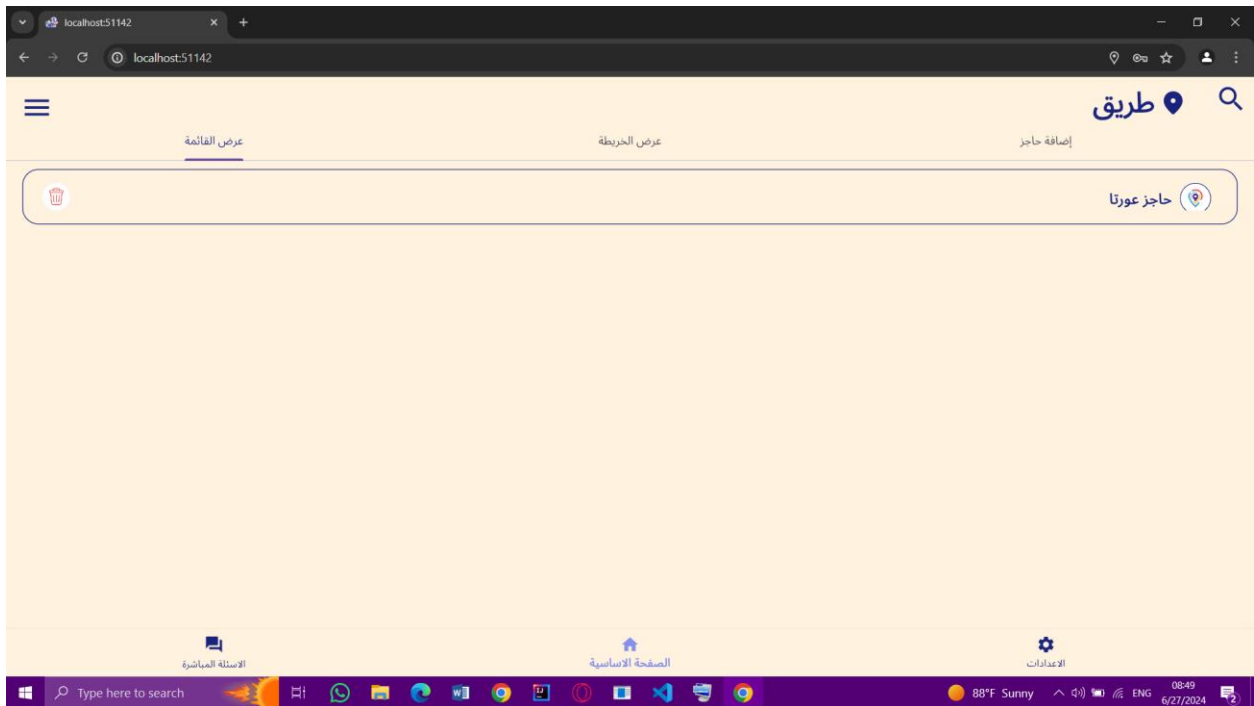 localhost:51142
localhost:51142
طريق
إضافة حاجز
عرض الخريطة
عرض القائمة
حاجز عورتا
الاعدادات
الصفحة الاساسية
الاسئلة المباشرة
Type here to search
88°F Sunny
ENG
08:49
6/27/2024
2